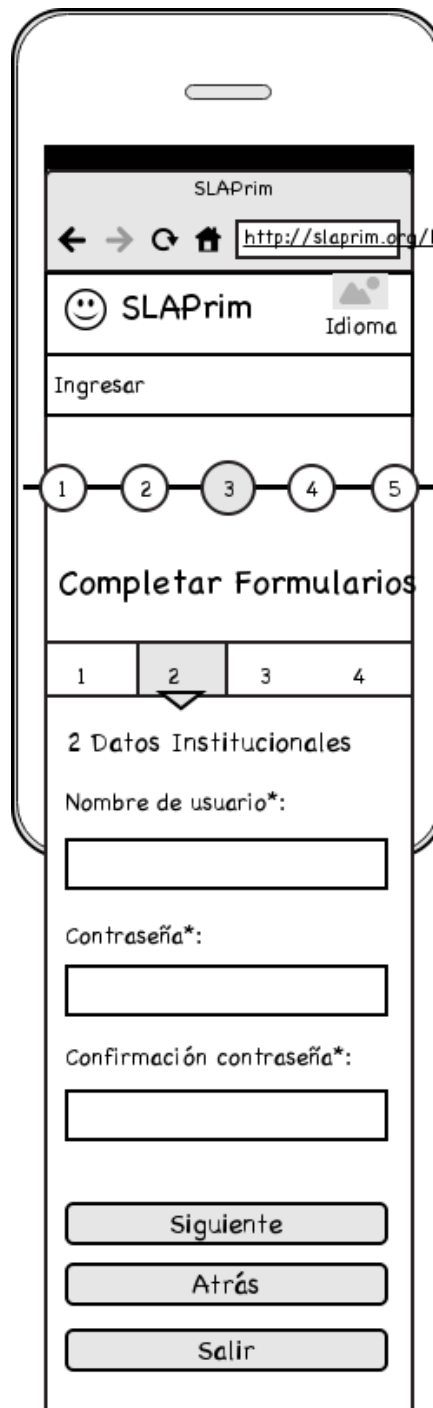 SLAPrim
http://slaprim.org/
SLAPrim
Idioma
Ingresar
1 2 3 4 5
Completar Formularios
1 2 3 4
2 Datos Institucionales
Nombre de usuario*:
Contraseña*:
Confirmación contraseña*:
Siguiente
Atrás
Salir